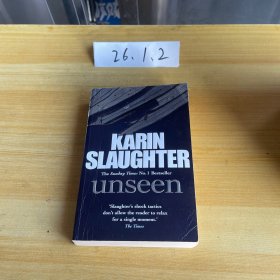 26.1.2
KARIN
SLAUGHTER
The Sunday Times No. 1 Bestseller
unseen
'Slaughter's shock tactics
don't allow the reader to relax
for a single moment.'
The Times